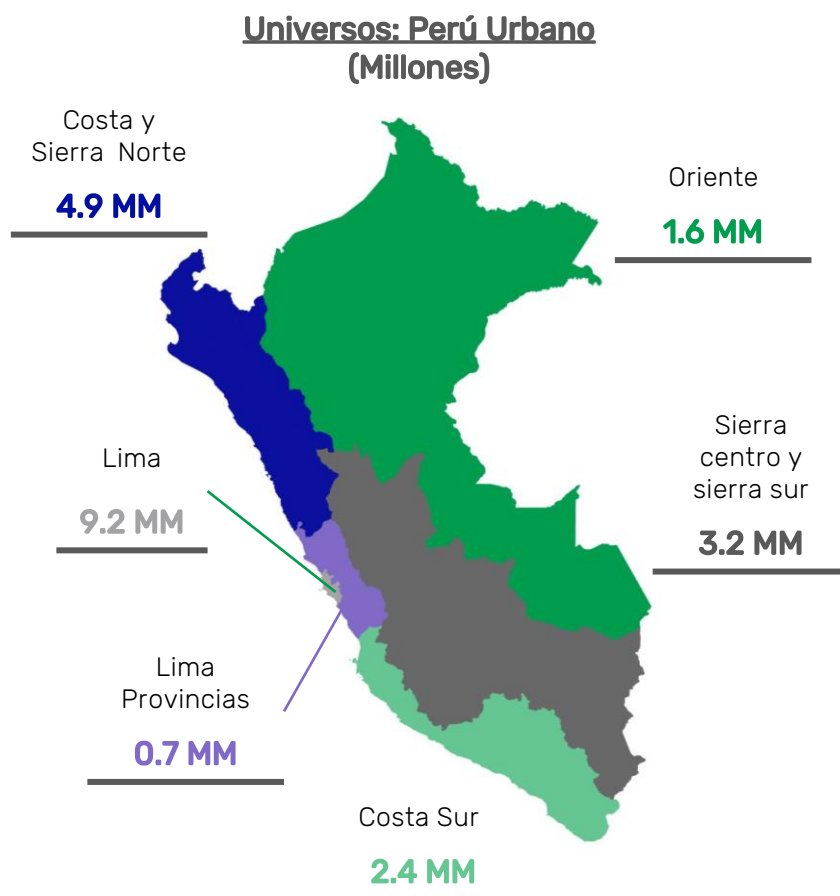 Universos: Perú Urbano
(Millones)
Costa y
Sierra Norte
4.9 MM
Oriente
1.6 MM
Lima
9.2 MM
Sierra
centro y
sierra sur
3.2 MM
Lima
Provincias
0.7 MM
Costa Sur
2.4 MM